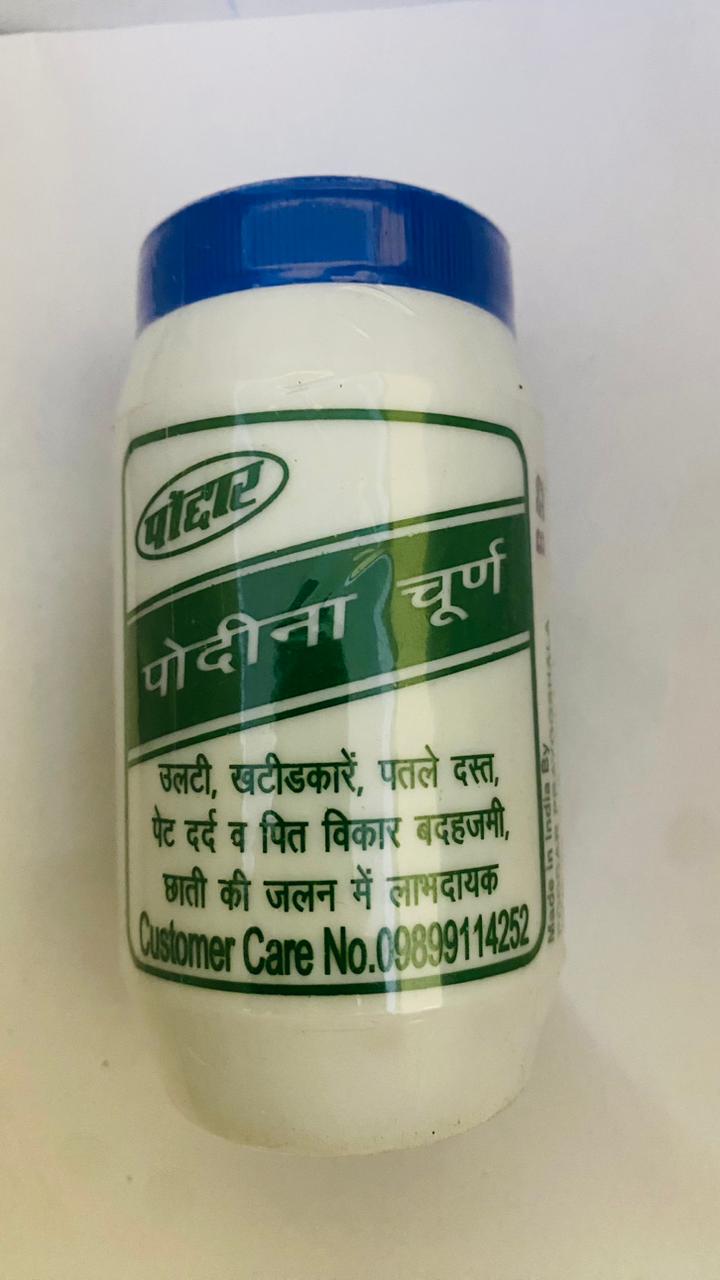 पोद्दार
पोदीना चूर्ण
उलटी, खटीडकारें, पतले दस्त,
पेट दर्द व पित विकार बदहजमी,
छाती की जलन में लाभदायक
Customer Care No.09899114252
Made in India By